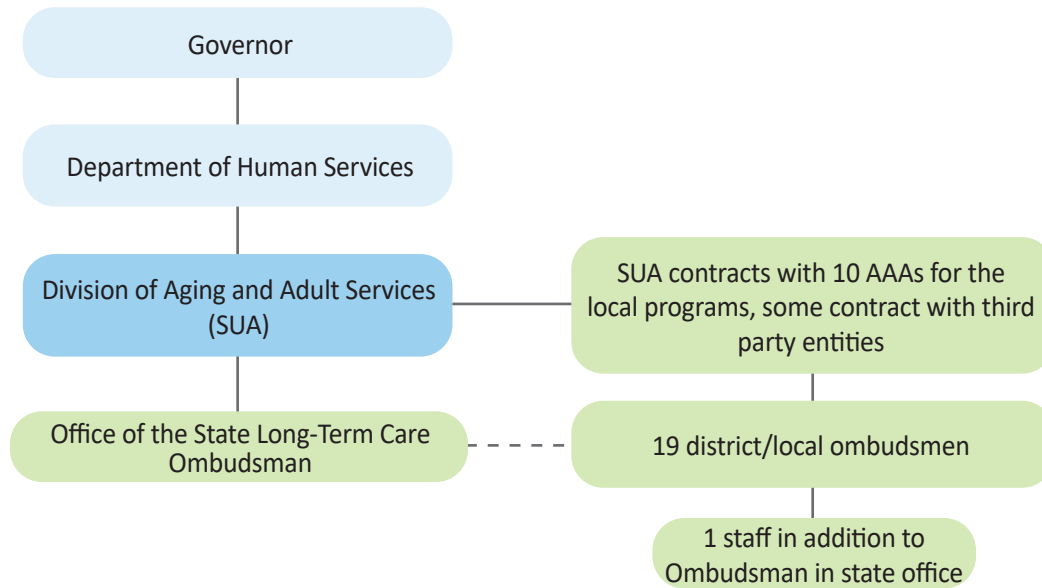 Governor
Department of Human Services
Division of Aging and Adult Services
(SUA)
SUA contracts with 10 AAAs for the
local programs, some contract with third
party entities
Office of the State Long-Term Care
Ombudsman
19 district/local ombudsmen
1 staff in addition to
Ombudsman in state office